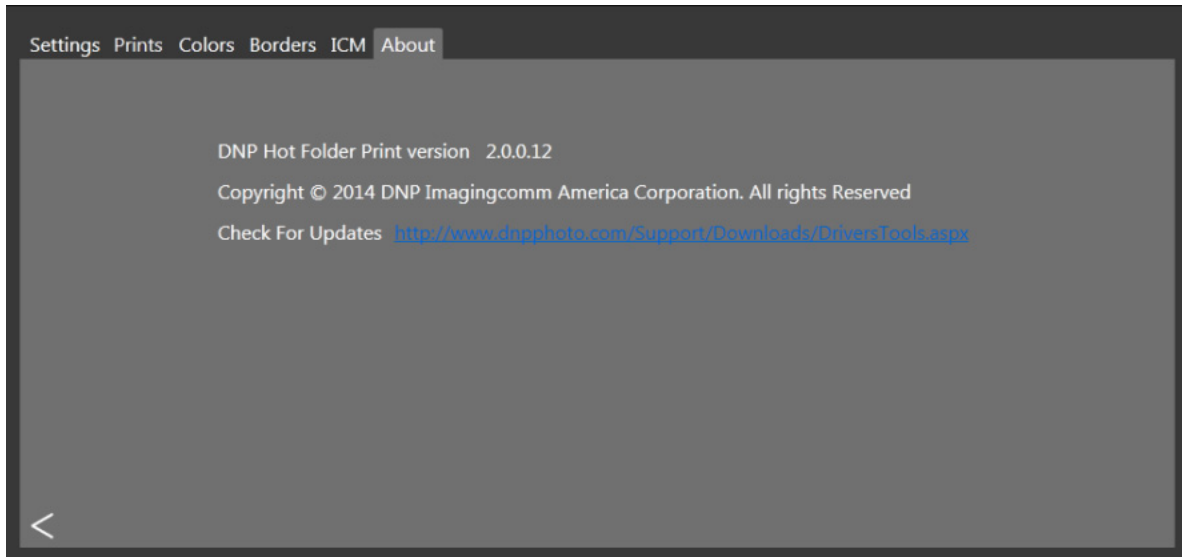 Settings Prints Colors Borders ICM About
DNP Hot Folder Print version 2.0.0.12
Copyright © 2014 DNP Imagingcomm America Corporation. All rights Reserved
Check For Updates http://www.dnpphoto.com/Support/Downloads/DriversTools.aspx
<